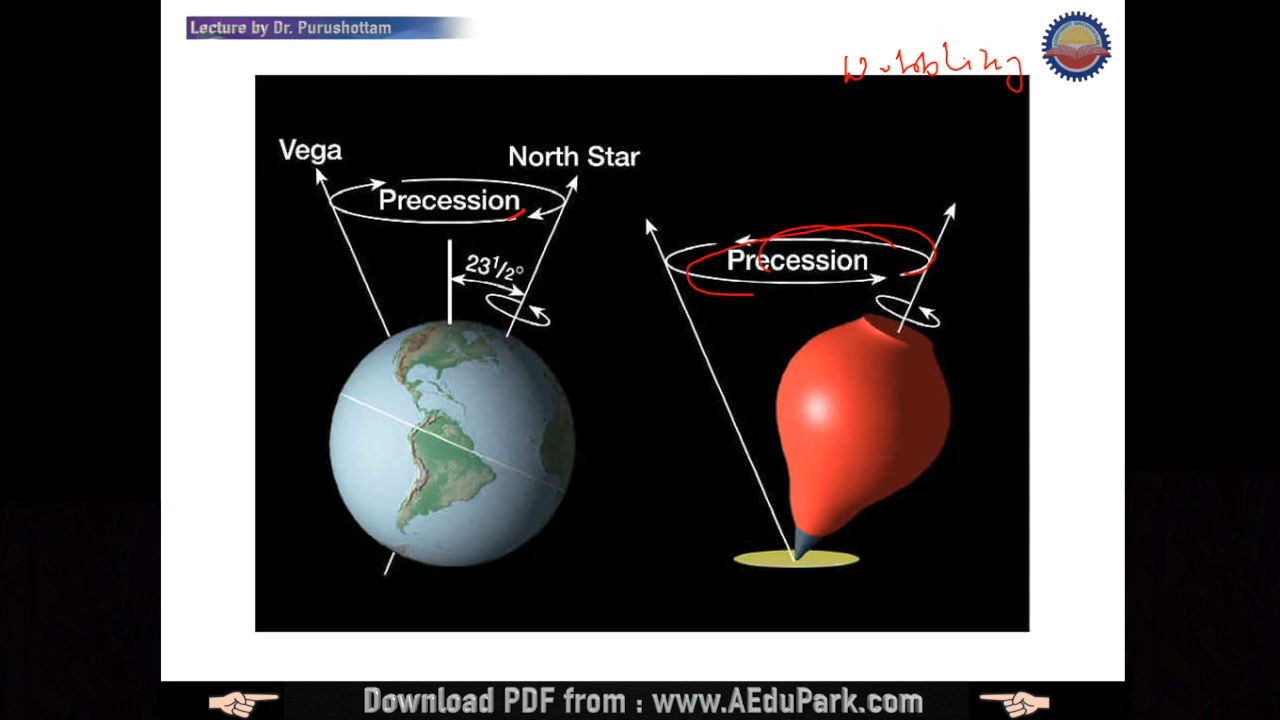 Lecture by Dr. Purushottam
Wobbling
Vega
North Star
Precession
23½°
Precession
Download PDF from : www.AEduPark.com